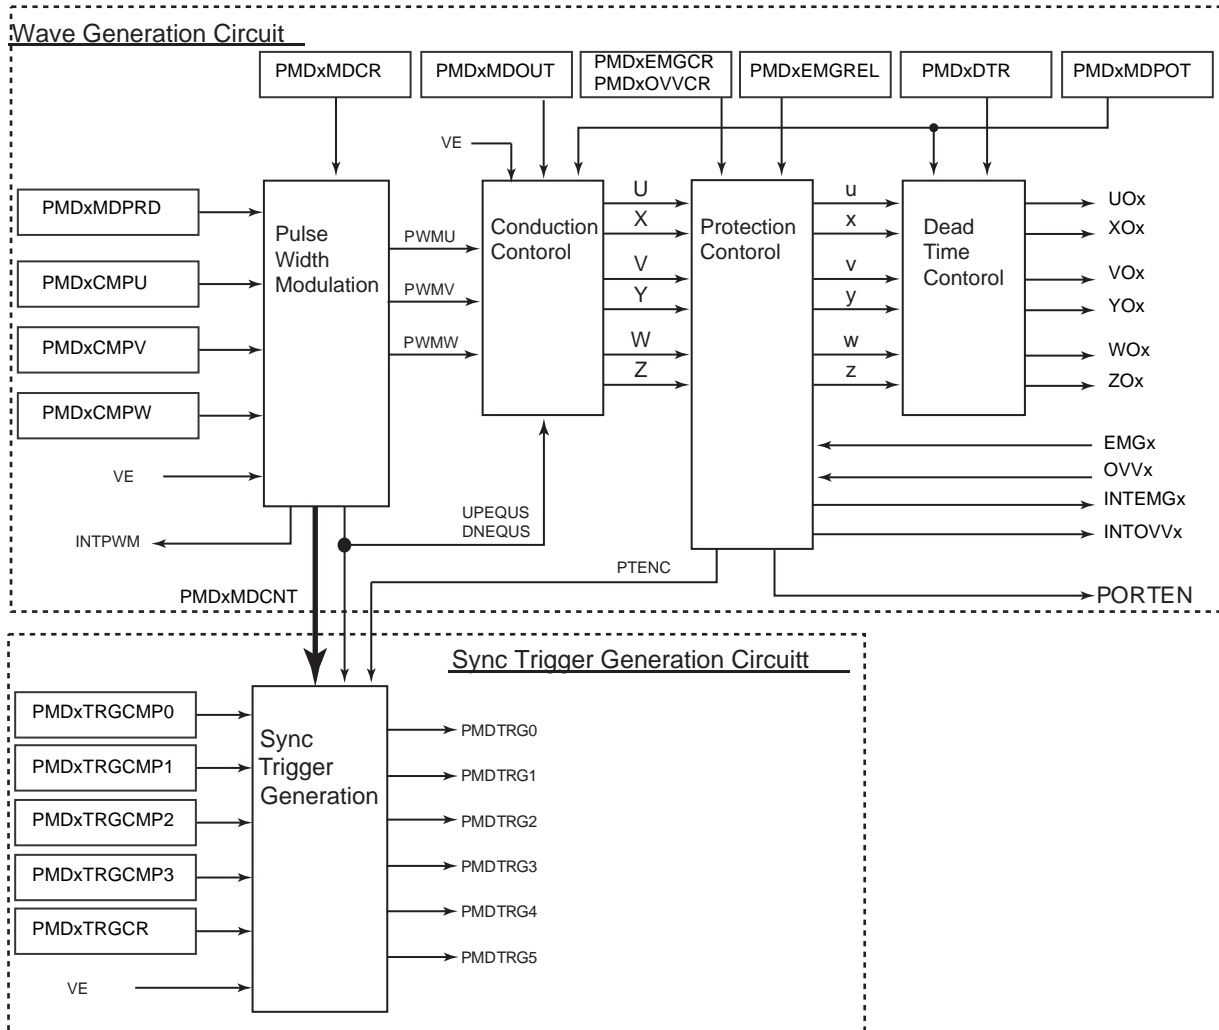 Wave Generation Circuit
PMDxMDCR
PMDxMDOUT
PMDxEMGCR
PMDxOVVCR
PMDxEMGREL
PMDxDTR
PMDxMDPOT
VE
PMDxMDPRD
PMDxCMPU
PMDxCMPV
PMDxCMPW
VE
Pulse
Width
Modulation
PWMU
PWMV
PWMW
Conduction
Contorol
U
X
V
Y
W
Z
Protection
Contorol
u
x
v
y
w
z
Dead
Time
Contorol
UOx
XOx
VOx
YOx
WOx
ZOx
EMGx
OVVx
INTEMGx
INTOVVx
UPEQUS
DNEQUS
INTPWM
PTENC
PMDxMDCNT
PORTEN
Sync Trigger Generation Circuitt
PMDxTRGCMP0
PMDxTRGCMP1
PMDxTRGCMP2
PMDxTRGCMP3
PMDxTRGCR
VE
Sync
Trigger
Generation
PMDTRG0
PMDTRG1
PMDTRG2
PMDTRG3
PMDTRG4
PMDTRG5